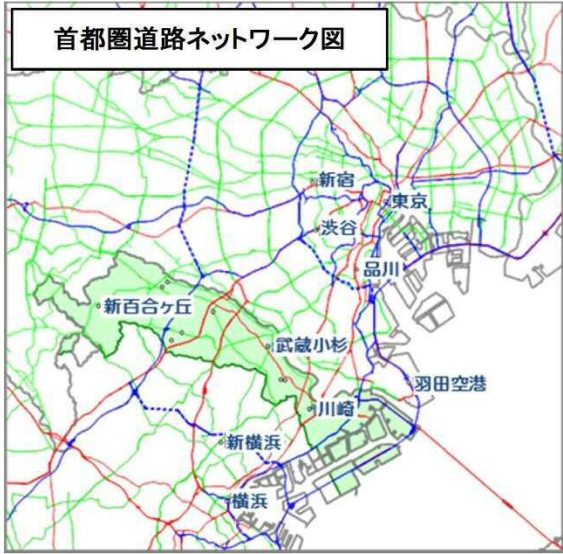 首都圏道路ネットワーク図
新宿
東京
渋谷
品川
新百合ヶ丘
武蔵小杉
羽田空港
川崎
新横浜
横浜